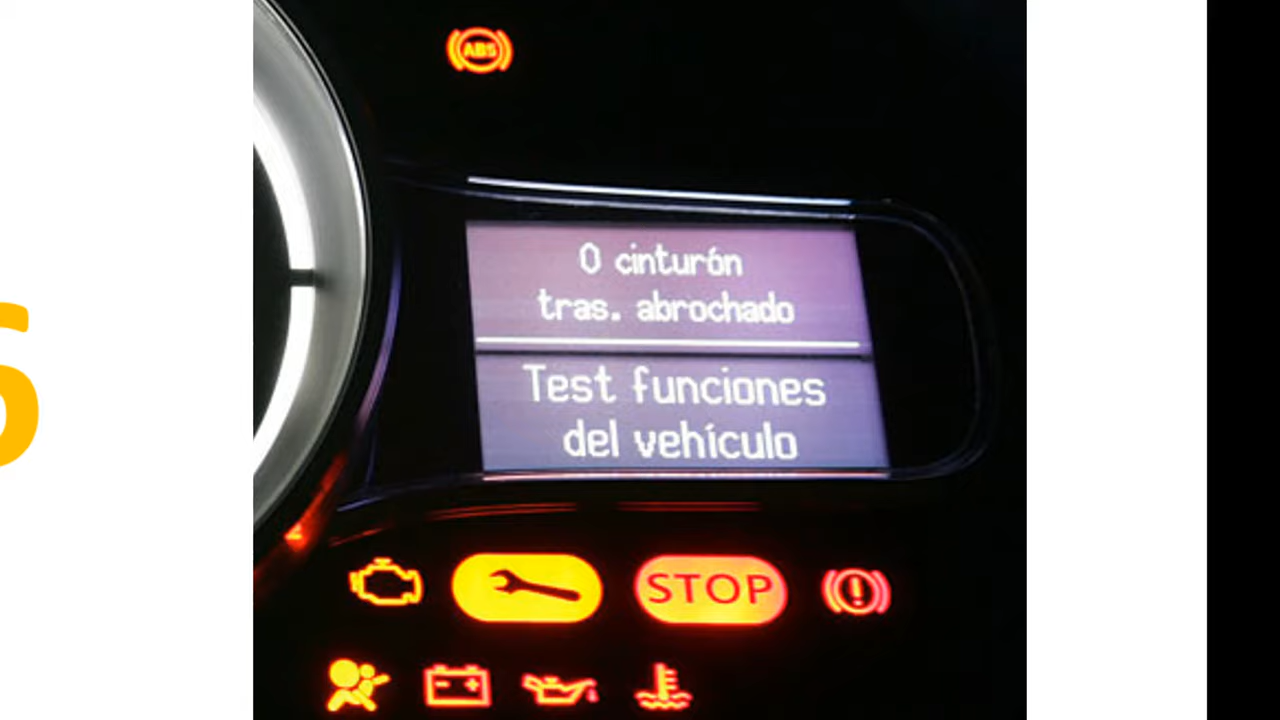 ABS
0 cinturón
tras. abrochado
Test funciones
del vehículo
STOP